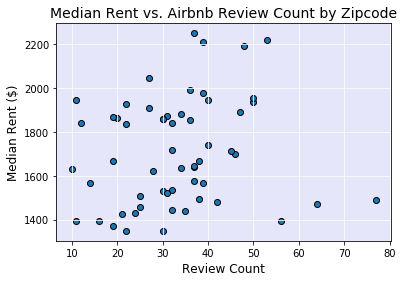 Median Rent vs. Airbnb Review Count by Zipcode
2200
2000
1800
1600
1400
Median Rent ($)
10 20 30 40 50 60 70 80
Review Count